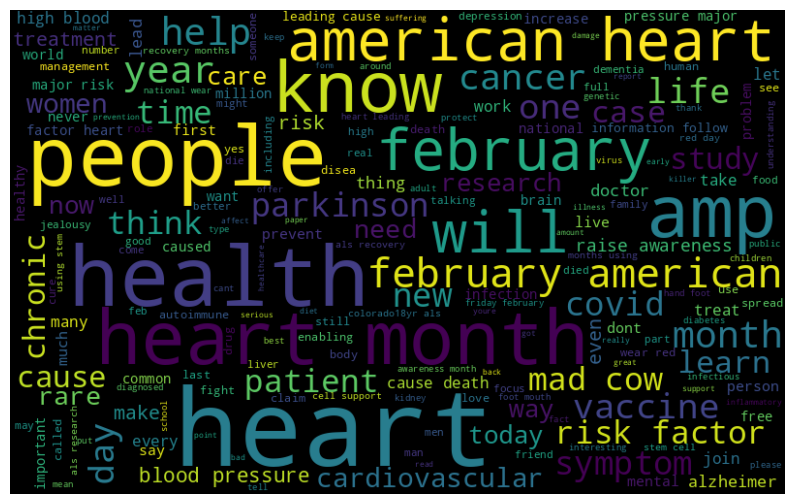 high blood
matter
leading cause
suffering
depression
increase
pressure major
treatment
number
recovery months
lead
help
someone
american heart
keep
damage
world
management
year
around
form
dementia
human
let
report
major risk
national wear
care
know
cancer
full
genetic
life
see
women
million
might
work
thank
never
prevention
time
one case
problem
factor heart
role
first
risk
heart leading
high
death
national
information follow
protect
red day
understanding
yes
die
including
real
virus
early
people
disea
february
study
healthy
thing
research
doctor
take
food
killer
now
well
want
better
offer
adult
parkinson
talking
brain
illness
family
jealousy
think
type
affect
paper
need
will
live
amp
good
caused
prevent
als recovery
amount
raise awareness
public
come
healthcare
cant
months using
died
children
chronic
using stem
cure
health
february american
new
infection
friday february
covid
treat
use
spread
hand foot
feb
autoimmune
serious
diet
colorado18yr als
youre
even
dont
diabetes
many
heart month
still
enabling
part
month
much
drug
best
got
wear red
really
learn
cause
last
liver
body
awareness month
back
great
infectious
common
patient
cause death
mad cow
person
rare
diagnosed
fight
claim
cell support
focus
foot mouth
support
inflammatory
make
school
heart
kidney
love
way
vaccine
free
may
important
called
out
als research
day
every
point
men
today
fact
risk factor
say
bad
man
friend
interesting
stem cell
please
mean
blood pressure
tell
read
cardiovascular
symptom
mental
join
alzheimer